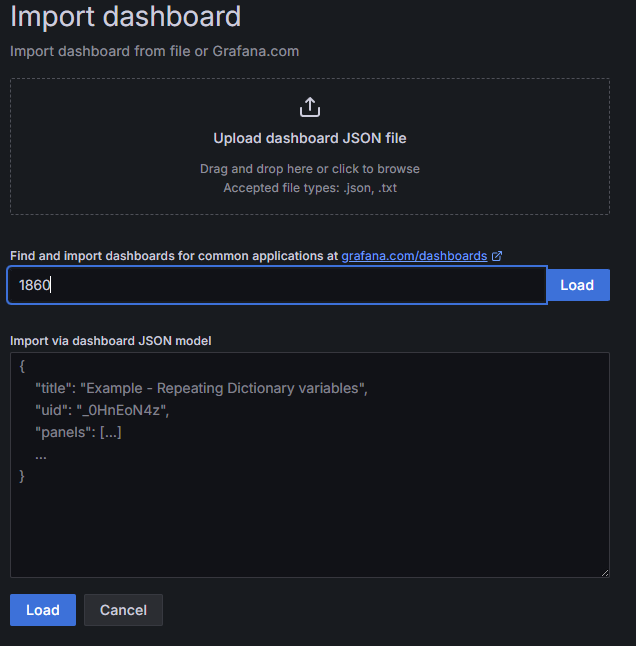 Import dashboard
Import dashboard from file or Grafana.com
Upload dashboard JSON file
Drag and drop here or click to browse
Accepted file types: .json, .txt
Find and import dashboards for common applications at grafana.com/dashboards
1860
Load
Import via dashboard JSON model
{
    "title": "Example - Repeating Dictionary variables",
    "uid": "_0HnEoN4z",
    "panels": [...]
    ...
}
Load
Cancel